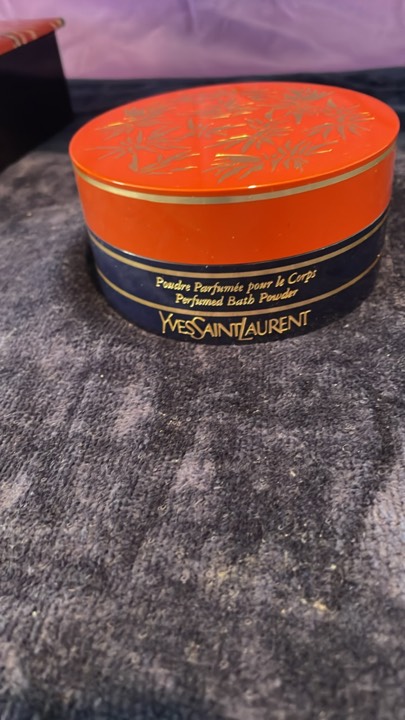 Poudre Parfumée pour le Corps
Perfumed Bath Powder
YVESSAINTLAURENT